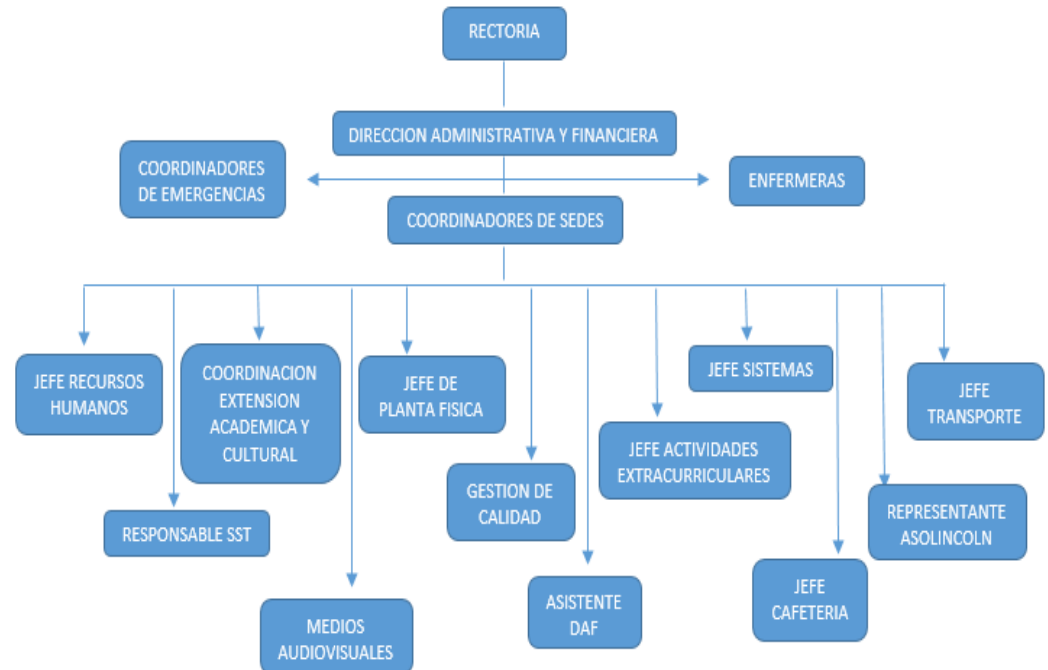 RECTORIA
DIRECCION ADMINISTRATIVA Y FINANCIERA
COORDINADORES
DE EMERGENCIAS
ENFERMERAS
COORDINADORES DE SEDES
JEFE RECURSOS
HUMANOS
RESPONSABLE SST
COORDINACION
EXTENSION
ACADEMICA Y
CULTURAL
MEDIOS
AUDIOVISUALES
JEFE DE
PLANTA FISICA
GESTION DE
CALIDAD
ASISTENTE
DAF
JEFE ACTIVIDADES
EXTRACURRICULARES
JEFE SISTEMAS
JEFE
CAFETERIA
REPRESENTANTE
ASOLINCOLN
JEFE
TRANSPORTE